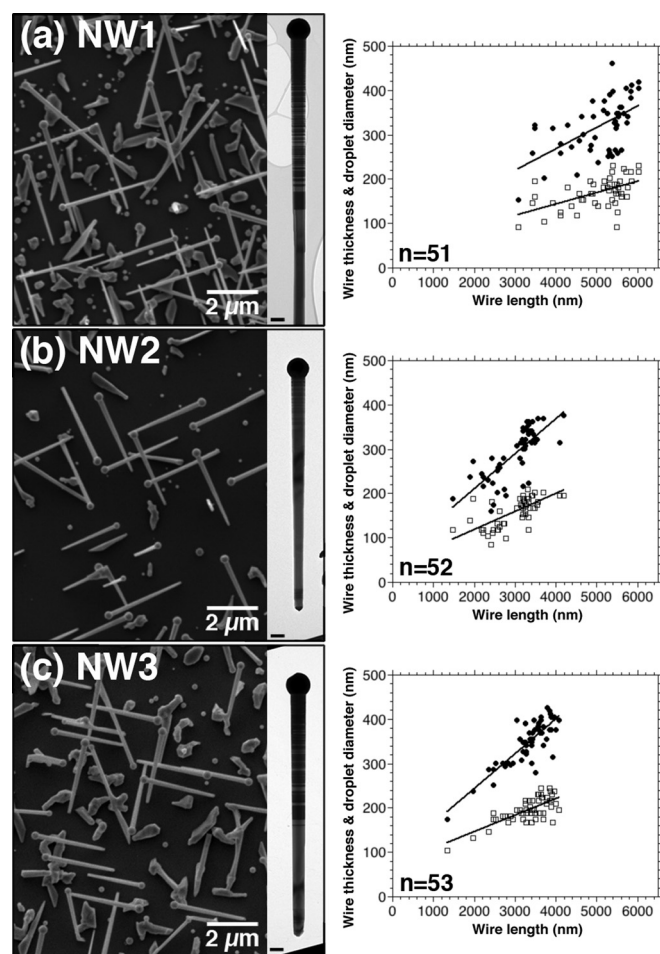 (a) NW1
2 µm
Wire thickness & droplet diameter (nm)
500
400
300
200
100
0
n=51
0 1000 2000 3000 4000 5000 6000
Wire length (nm)
(b) NW2
2 µm
Wire thickness & droplet diameter (nm)
500
400
300
200
100
0
n=52
0 1000 2000 3000 4000 5000 6000
Wire length (nm)
(c) NW3
2 µm
Wire thickness & droplet diameter (nm)
500
400
300
200
100
0
n=53
0 1000 2000 3000 4000 5000 6000
Wire length (nm)